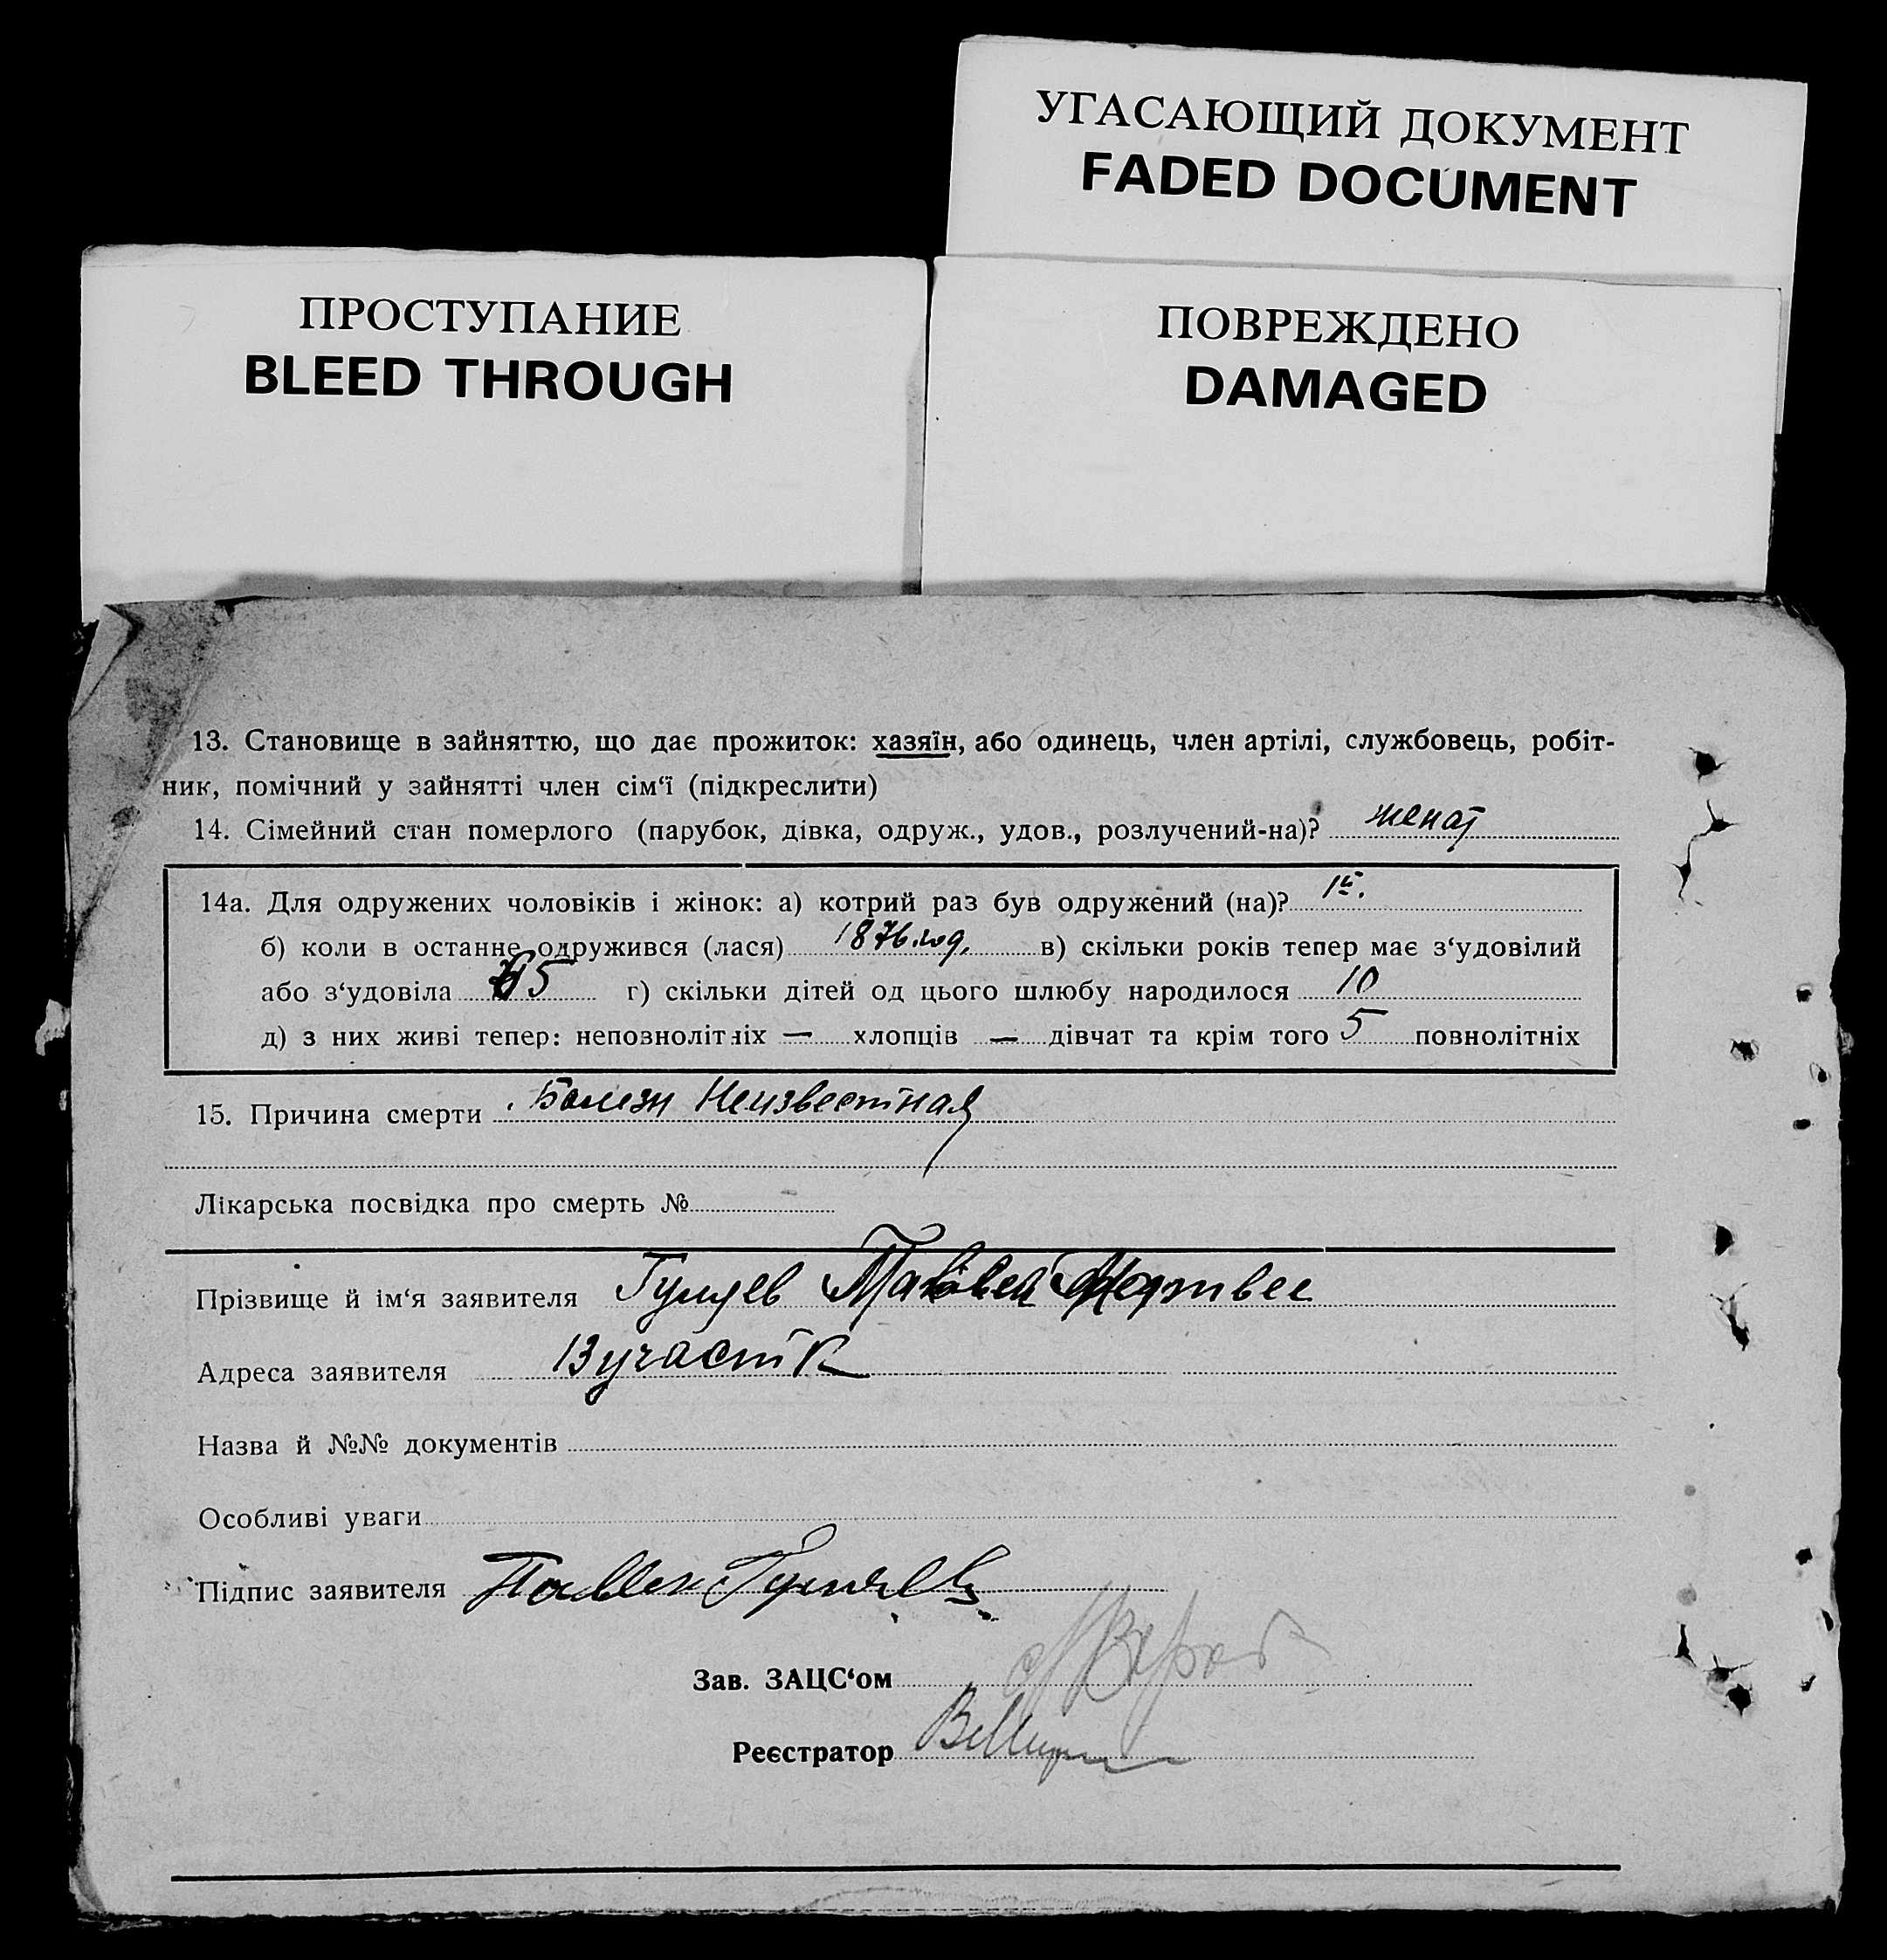 УГАСАЮЩИЙ ДОКУМЕНТ
FADED DOCUMENT
ПРОСТУПАНИЕ
BLEED THROUGH
ПОВРЕЖДЕНО
DAMAGED
13. Становище в зайняттю, що дає прожиток: хазяїн, або одинець, член артілі, службовець, робіт-
ник, помічний у зайнятті член сім‘ї (підкреслити)
14. Сімейний стан померлого (парубок, дівка, одруж., удов., розлучений-на)? женат
14а. Для одружених чоловіків і жінок: а) котрий раз був одружений (на)? 1й.
б) коли в останнє одружився (лася) 1876 год. в) скільки років тепер має з‘удовілий
або з‘удовіла г) скільки дітей од цього шлюбу народилося 10
д) з них живі тепер: неповнолітніх — хлопців — дівчат та крім того 5 повнолітніх
15. Причина смерти Болезн Неизвестная
Лікарська посвідка про смерть №
Прізвище й ім‘я заявителя Гуляев
Адреса заявителя 13 участк
Назва й №№ документів
Особливі уваги
Підпис заявителя
Зав. ЗАЦС‘ом
Реєстратор